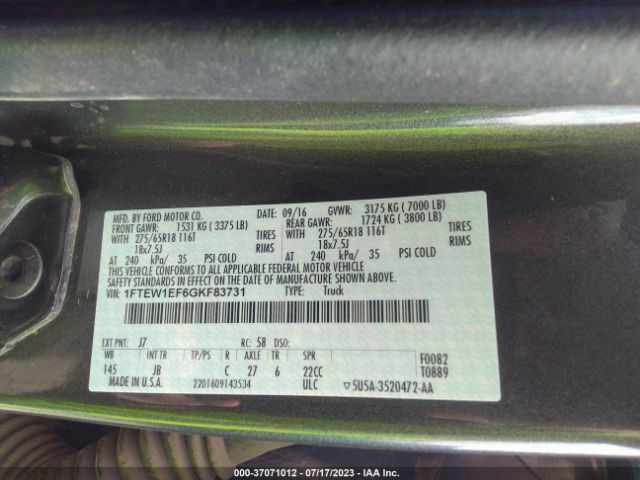 MFD. BY FORD MOTOR CO. DATE: 09/16 GVWR: 3175 KG ( 7000 LB)
FRONT GAWR: 1531 KG ( 3375 LB) REAR GAWR: 1724 KG ( 3800 LB)
WITH 275/65R18 116T TIRES WITH 275/65R18 116T TIRES
18x7.5J RIMS 18x7.5J RIMS
AT 240 kPa/ 35 PSI COLD AT 240 kPa/ 35 PSI COLD
THIS VEHICLE CONFORMS TO ALL APPLICABLE FEDERAL MOTOR VEHICLE
SAFETY STANDARDS IN EFFECT ON THE DATE OF MANUFACTURE SHOWN ABOVE.
VIN: 1FTEW1EF6GKF83731 TYPE: Truck
EXT PNT: J7 RC: 58 DSO:
WB INT TR TP/PS R AXLE TR SPR F0082
145 JB C 27 6 22CC T0889
MADE IN U.S.A. 2201609143534 ULC 5U5A-3520472-AA
000-37071012 - 07/17/2023 - IAA Inc.